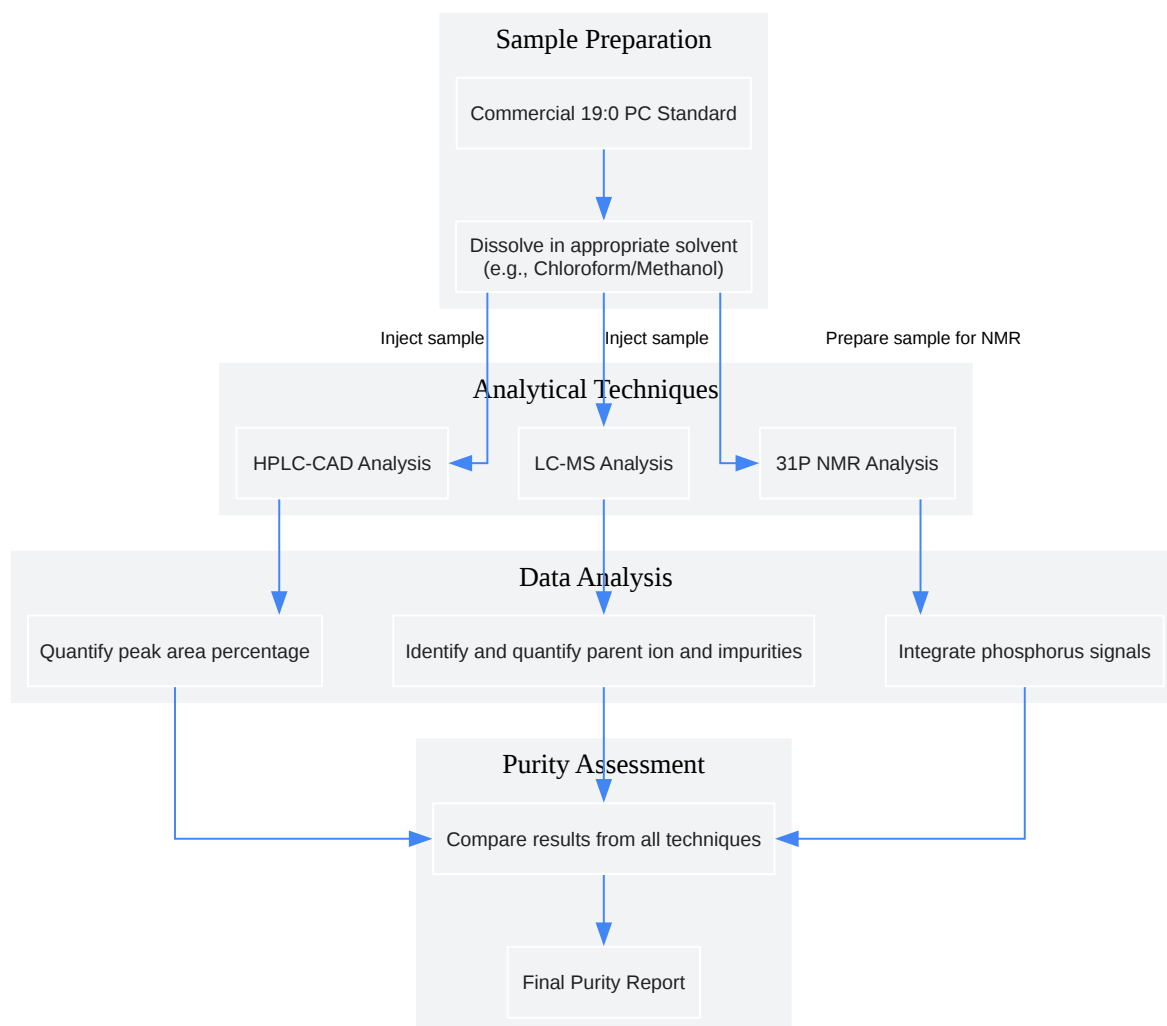 Sample Preparation
Commercial 19:0 PC Standard
Dissolve in appropriate solvent
(e.g., Chloroform/Methanol)
Inject sample
Inject sample
Prepare sample for NMR
Analytical Techniques
HPLC-CAD Analysis
LC-MS Analysis
31P NMR Analysis
Data Analysis
Quantify peak area percentage
Identify and quantify parent ion and impurities
Integrate phosphorus signals
Purity Assessment
Compare results from all techniques
Final Purity Report